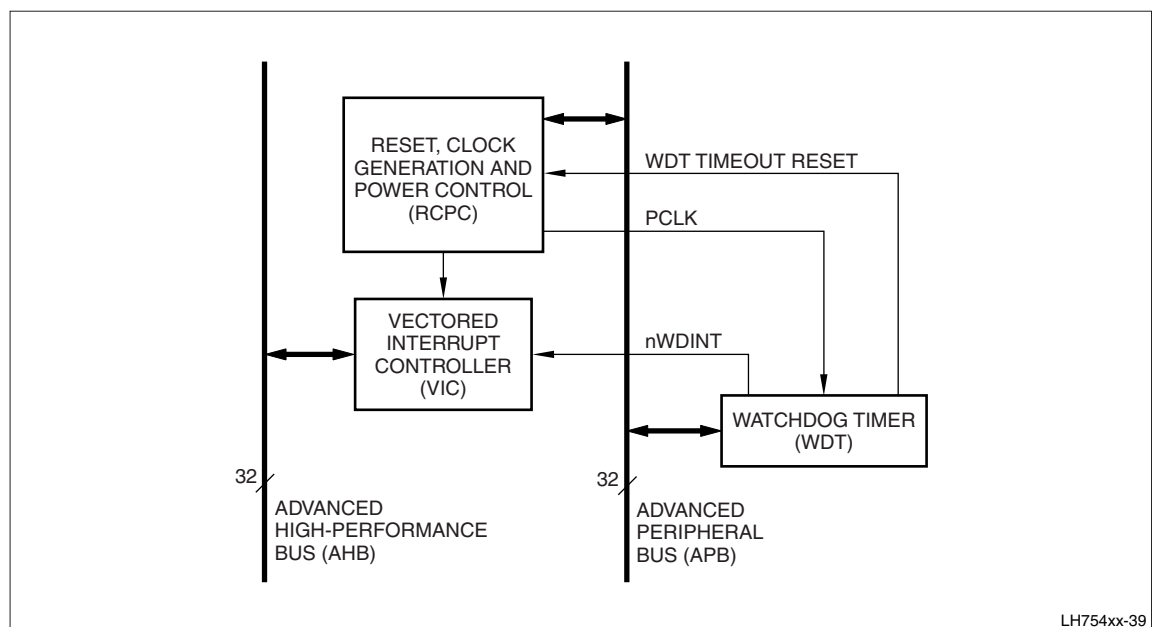 RESET, CLOCK
GENERATION AND
POWER CONTROL
(RCPC)
WDT TIMEOUT RESET
PCLK
VECTORED
INTERRUPT
CONTROLLER
(VIC)
nWDINT
WATCHDOG TIMER
(WDT)
32
ADVANCED
HIGH-PERFORMANCE
BUS (AHB)
32
ADVANCED
PERIPHERAL
BUS (APB)
LH754xx-39